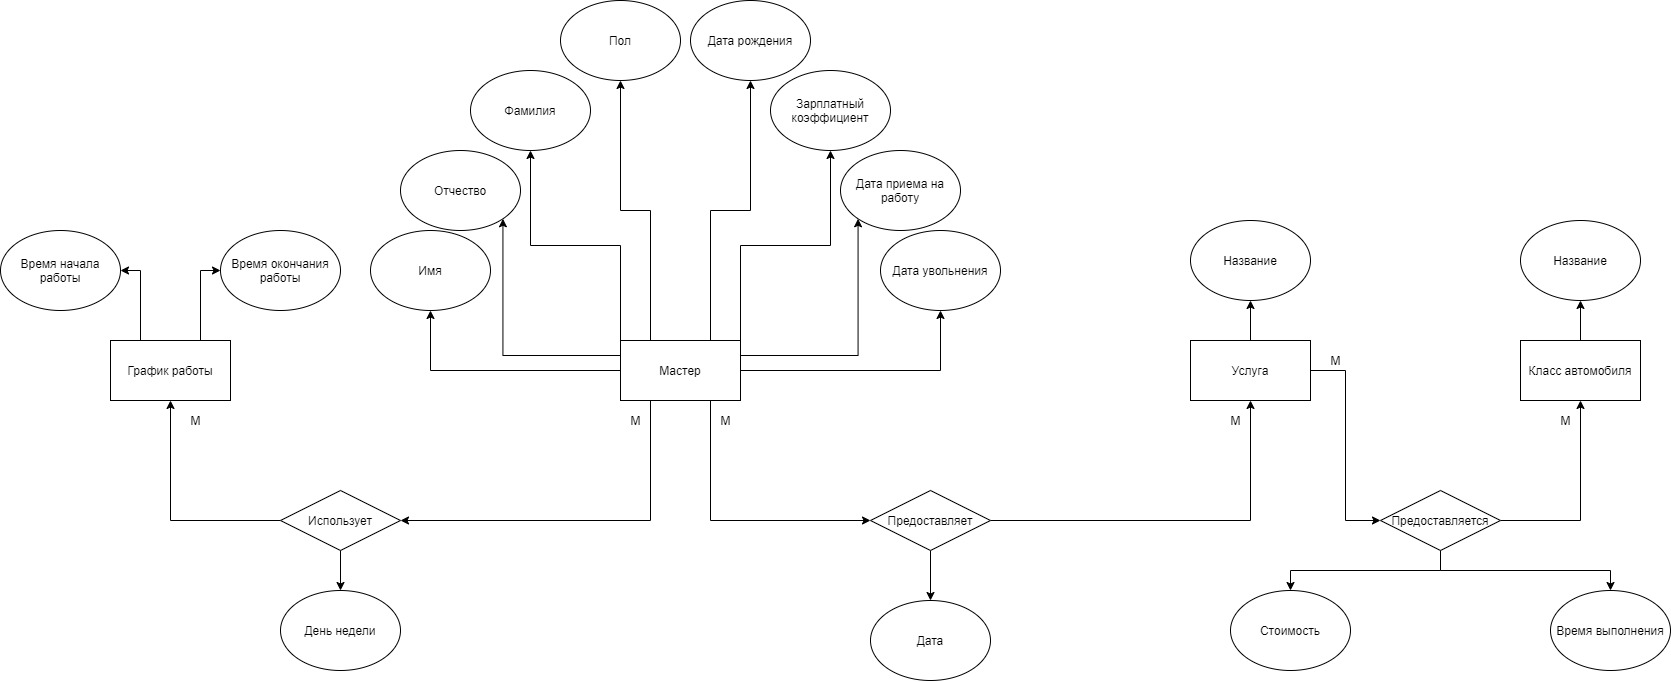 Пол
Дата рождения
Фамилия
Зарплатный
коэффициент
Отчество
Дата приема на
работу
Время начала
работы
Время окончания
работы
Имя
Дата увольнения
Название
Название
График работы
Мастер
Услуга
М
Класс автомобиля
М
М
М
М
М
Использует
Предоставляет
Предоставляется
День недели
Дата
Стоимость
Время выполнения